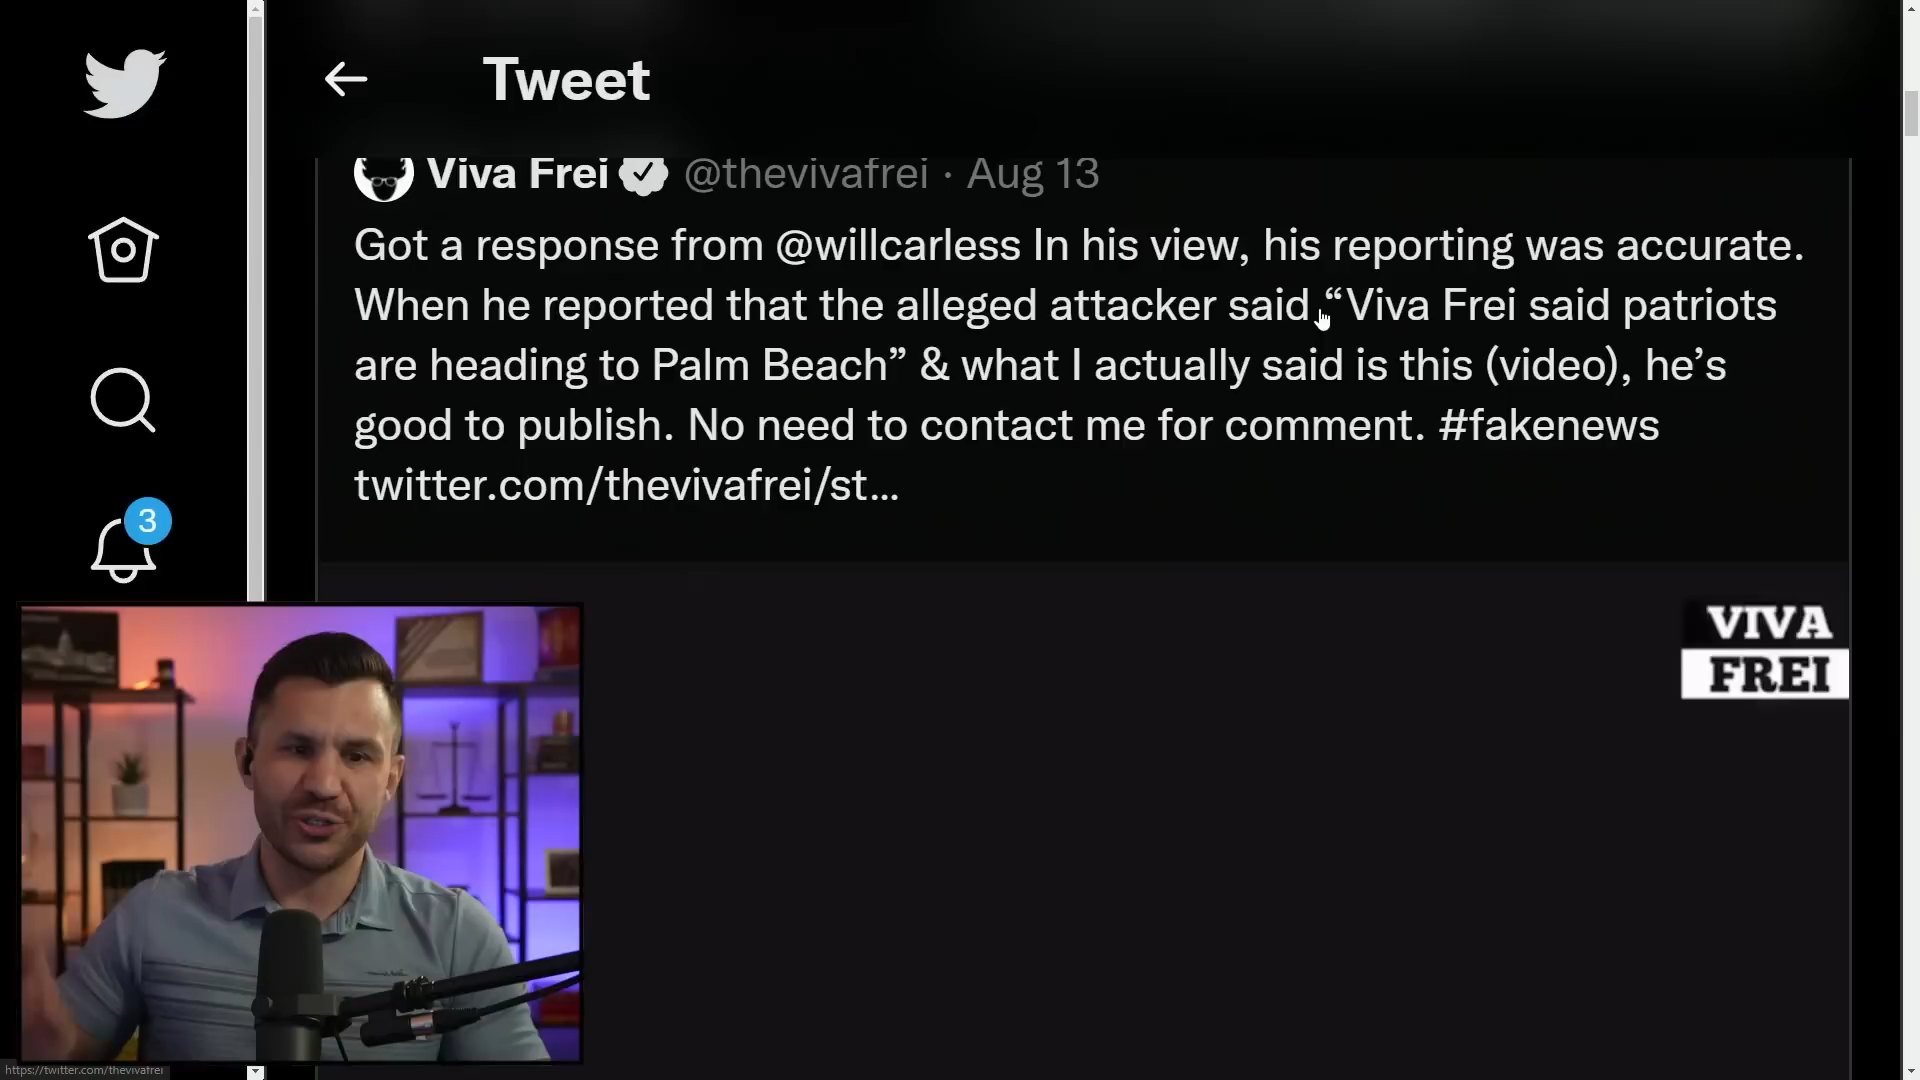 Tweet
Viva Frei @thevivafrei · Aug 13
Got a response from @willcarless In his view, his reporting was accurate.
When he reported that the alleged attacker said “Viva Frei said patriots
are heading to Palm Beach” & what I actually said is this (video), he’s
good to publish. No need to contact me for comment. #fakenews
twitter.com/thevivafrei/st…
3
VIVA
FREI
https://twitter.com/thevivafrei